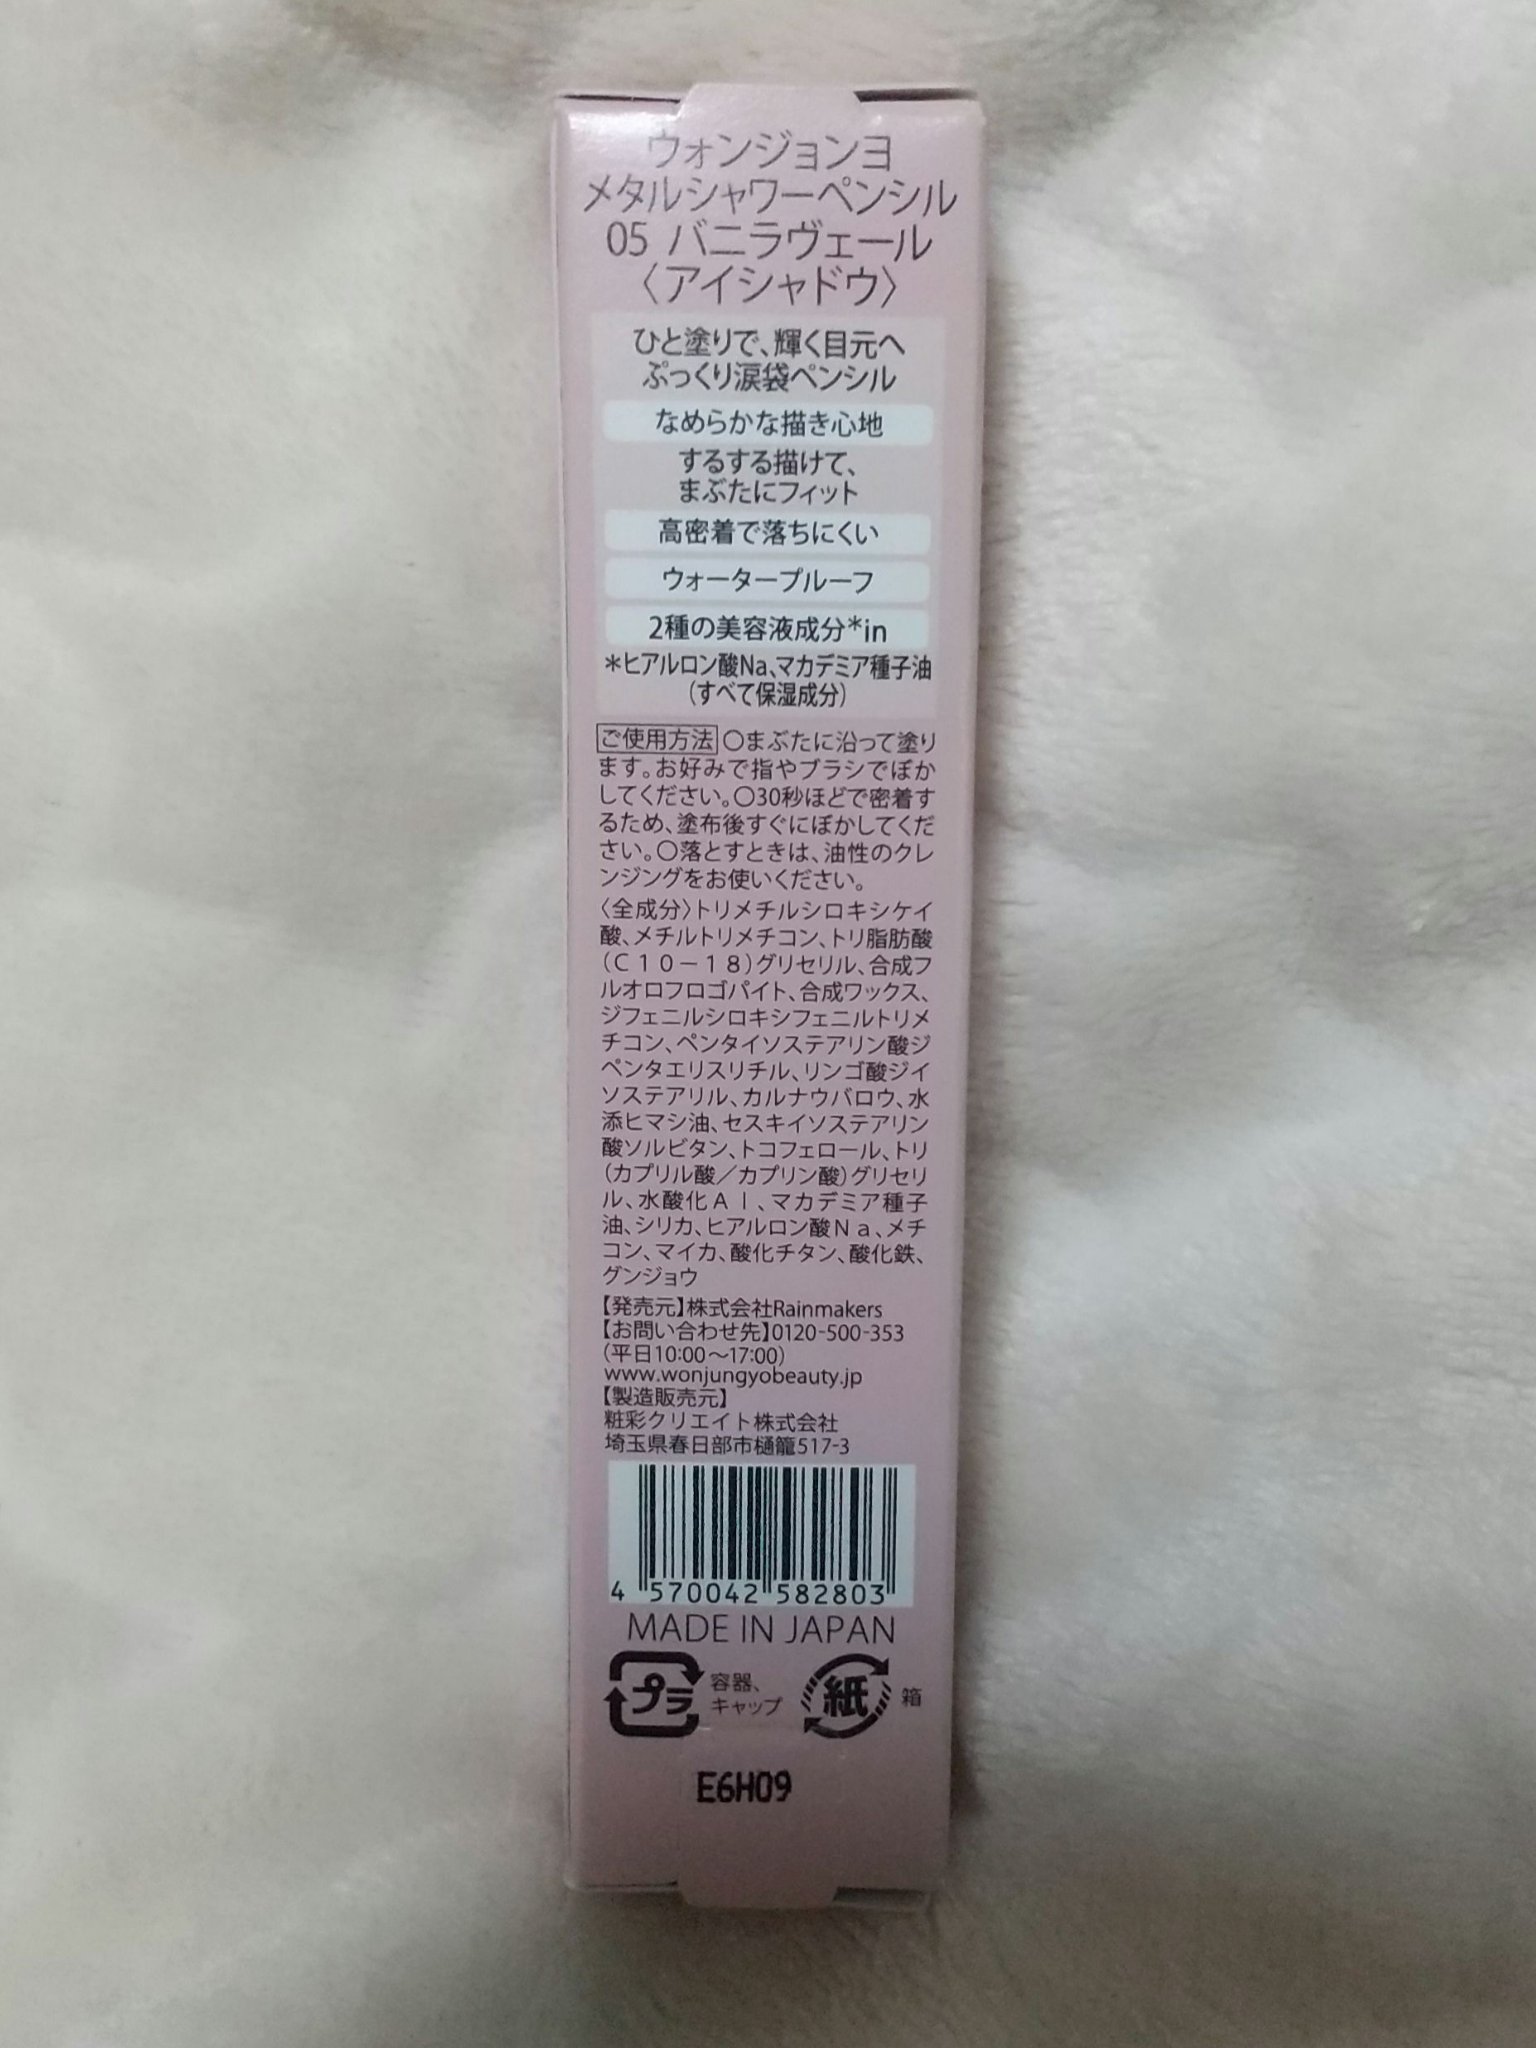 ウォンジョンヨ
メタルシャワーペンシル
05 バニラヴェール
〈アイシャドウ〉
ひと塗りで、輝く目元へ
ぷっくり涙袋ペンシル
なめらかな描き心地
するする描けて、
まぶたにフィット
高密着で落ちにくい
ウォータープルーフ
2種の美容液成分*in
*ヒアルロン酸Na、マカデミア種子油
(すべて保湿成分)
ご使用方法 〇まぶたに沿って塗り
ます。お好みで指やブラシでぼか
してください。〇30秒ほどで密着す
るため、塗布後すぐにぼかしてくだ
さい。〇落とすときは、油性のクレ
ンジングをお使いください。
〈全成分〉トリメチルシロキシケイ
酸、メチルトリメチコン、トリ脂肪酸
(C10-18)グリセリル、合成フ
ルオロフロゴパイト、合成ワックス、
ジフェニルシロキシフェニルトリメ
チコン、ペンタイソステアリン酸ジ
ペンタエリスリチル、リンゴ酸ジイ
ソステアリル、カルナウバロウ、水
添ヒマシ油、セスキイソステアリン
酸ソルビタン、トコフェロール、トリ
(カプリル酸/カプリン酸)グリセリ
ル、水酸化Al、マカデミア種子
油、シリカ、ヒアルロン酸Na、メチ
コン、マイカ、酸化チタン、酸化鉄、
グンジョウ
【発売元】株式会社Rainmakers
【お問い合わせ先】0120-500-353
(平日10:00〜17:00)
www.wonjungyobeauty.jp
【製造販売元】
粧彩クリエイト株式会社
埼玉県春日部市樋籠517-3
4 570042 582803
MADE IN JAPAN
プラ 容器、
キャップ
紙 箱
E6H09